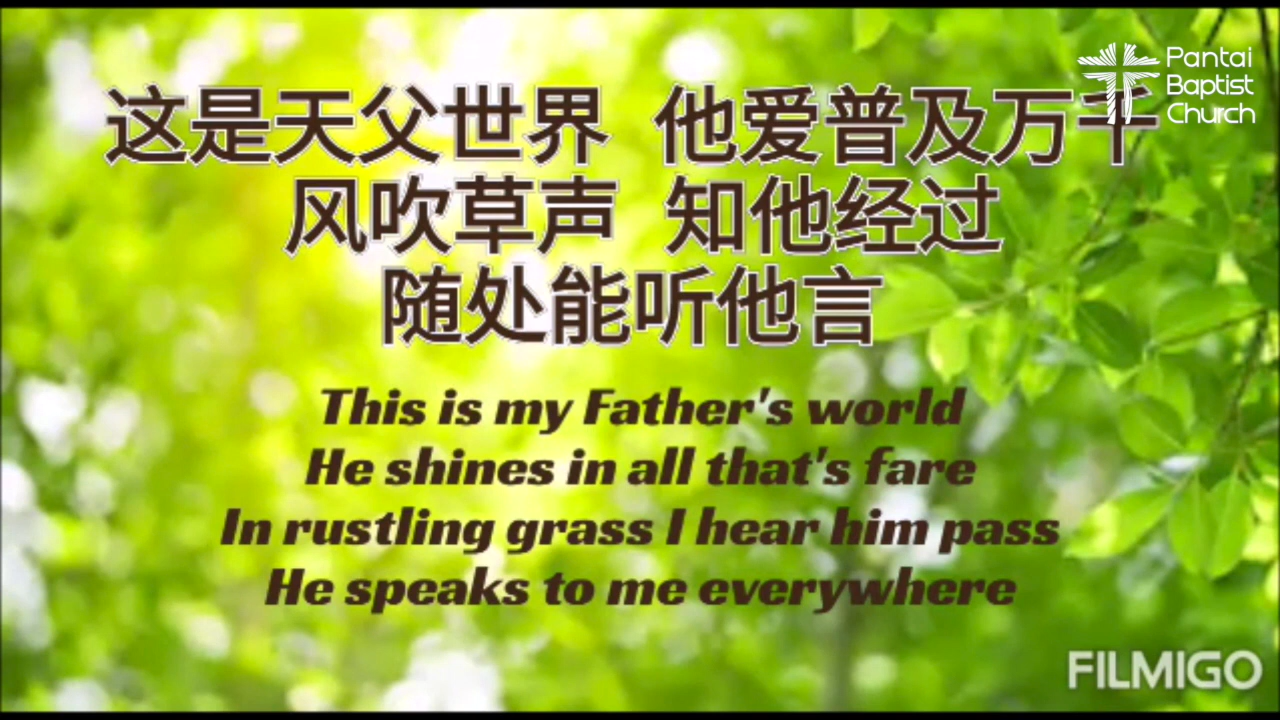 Pantai
Baptist
Church
这是天父世界 他爱普及万千
风吹草声 知他经过
随处能听他言
This is my Father's world
He shines in all that's fare
In rustling grass I hear him pass
He speaks to me everywhere
FILMIGO